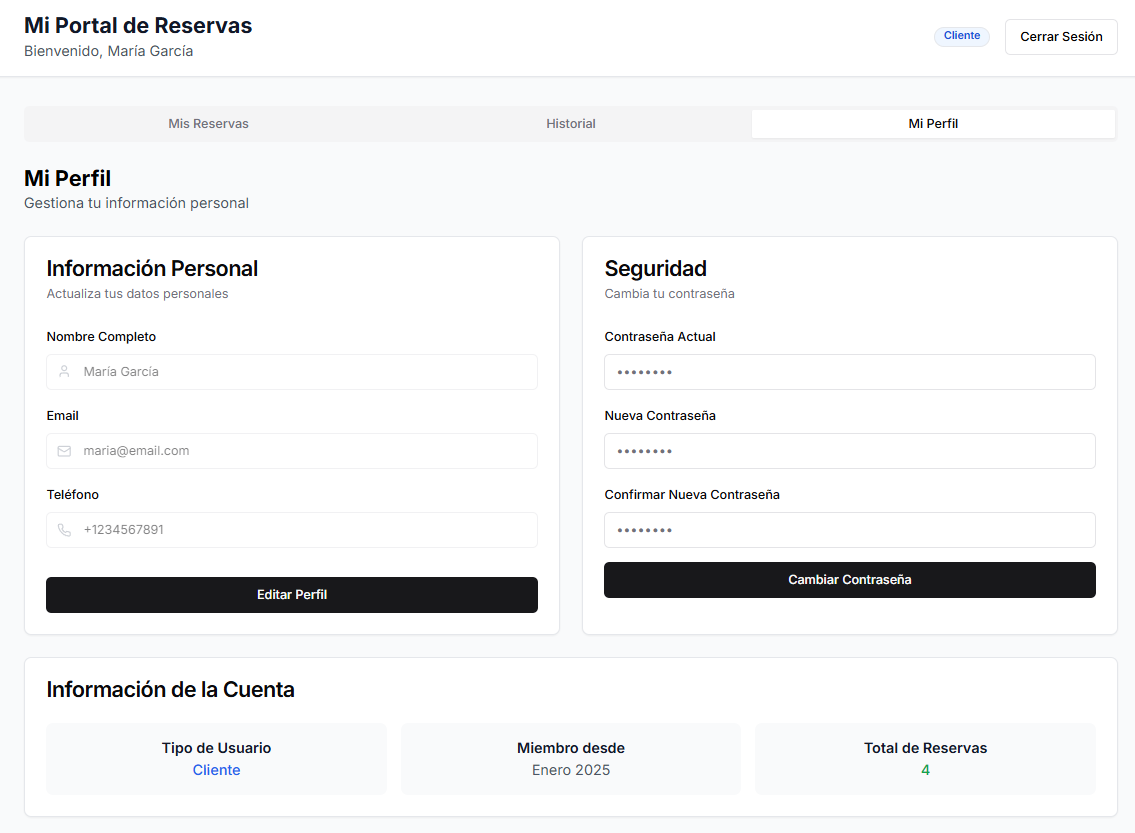 Mi Portal de Reservas
Bienvenido, María García
Cliente
Cerrar Sesión
Mis Reservas
Historial
Mi Perfil
Mi Perfil
Gestiona tu información personal
Información Personal
Actualiza tus datos personales
Nombre Completo
María García
Email
maria@email.com
Teléfono
+1234567891
Editar Perfil
Seguridad
Cambia tu contraseña
Contraseña Actual
••••••••
Nueva Contraseña
••••••••
Confirmar Nueva Contraseña
••••••••
Cambiar Contraseña
Información de la Cuenta
Tipo de Usuario
Cliente
Miembro desde
Enero 2025
Total de Reservas
4